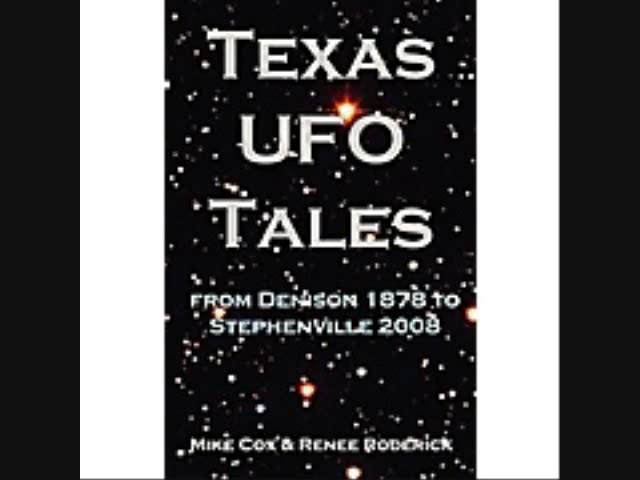 TEXAS
UFO
TALES
FROM DENISON 1878 TO
STEPHENVILLE 2008
MIKE COX & RENEE RODERICK